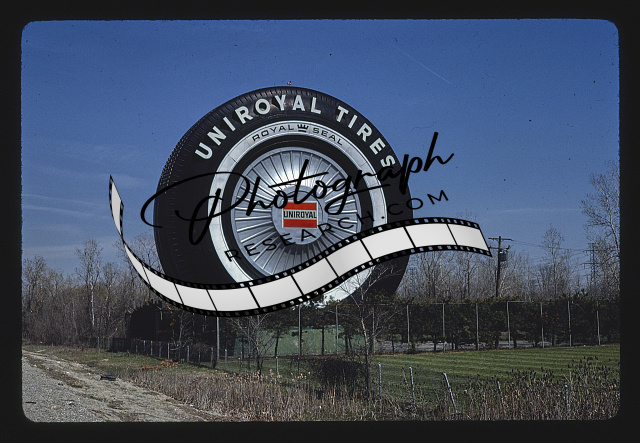 UNIROYAL TIRES
ROYAL SEAL
UNIROYAL
Photograph
RESEARCH.COM